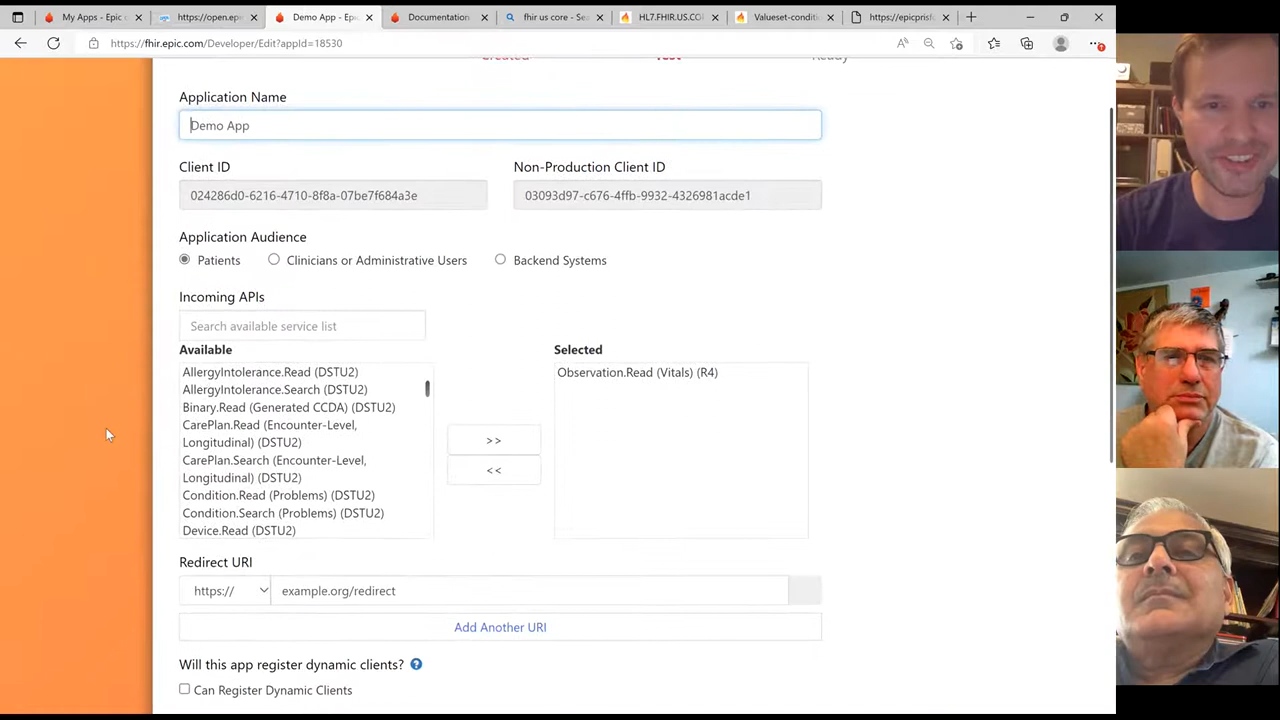 My Apps - Epic c
https://open.epi
Demo App - Epic
Documentation
fhir us core - Sea
HL7.FHIR.US.CO
Valueset-conditio
https://epicprisfo
https://fhir.epic.com/Developer/Edit?appId=18530
Created
Test
Ready
Application Name
Demo App
Client ID
Non-Production Client ID
024286d0-6216-4710-8f8a-07be7f684a3e
03093d97-c676-4ffb-9932-4326981acde1
Application Audience
Patients
Clinicians or Administrative Users
Backend Systems
Incoming APIs
Search available service list
Available
Selected
AllergyIntolerance.Read (DSTU2)
AllergyIntolerance.Search (DSTU2)
Binary.Read (Generated CCDA) (DSTU2)
CarePlan.Read (Encounter-Level,
Longitudinal) (DSTU2)
CarePlan.Search (Encounter-Level,
Longitudinal) (DSTU2)
Condition.Read (Problems) (DSTU2)
Condition.Search (Problems) (DSTU2)
Device.Read (DSTU2)
Observation.Read (Vitals) (R4)
>>
<<
Redirect URI
https://
example.org/redirect
Add Another URI
Will this app register dynamic clients?
Can Register Dynamic Clients